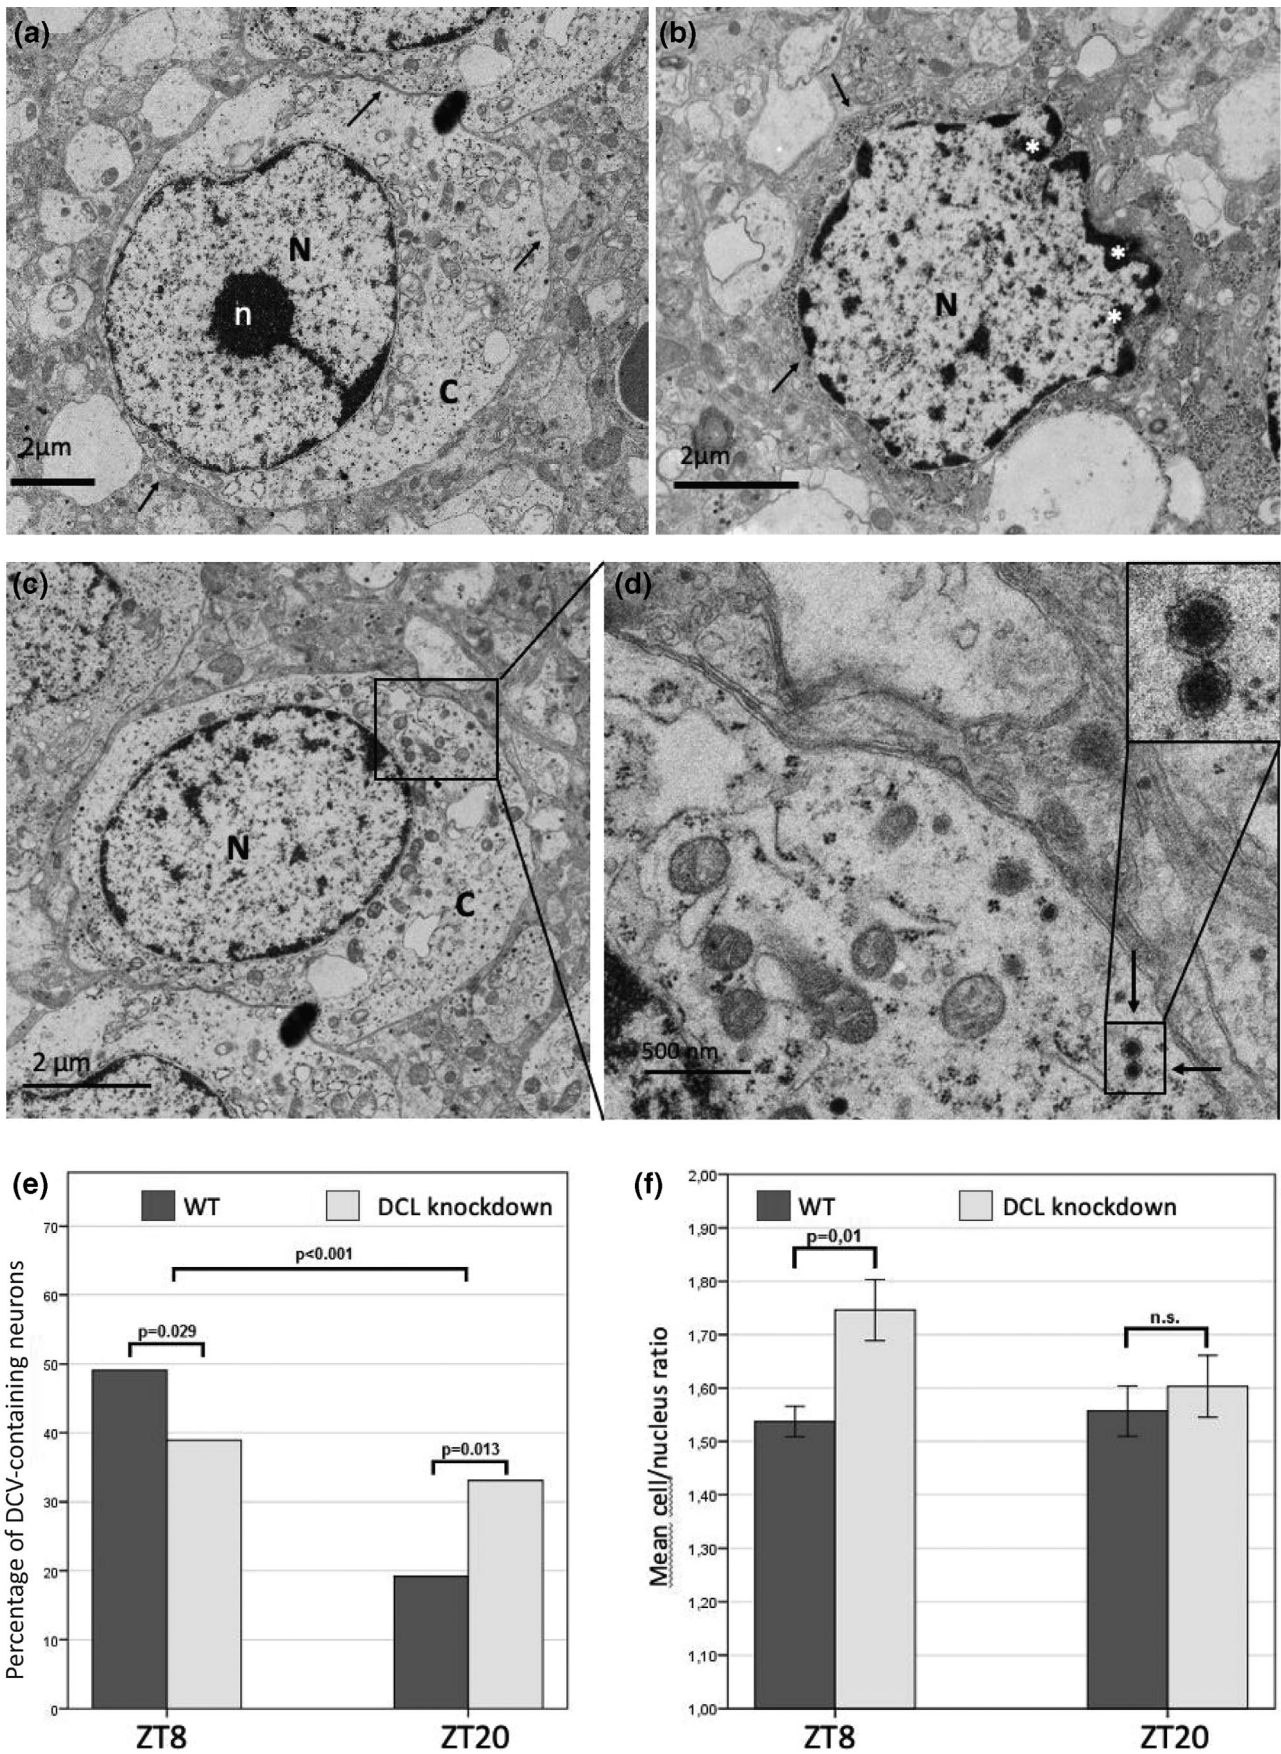 (a)
N
n
C
2μm
(b)
*
*
N
*
2μm
(c)
N
C
2 μm
(d)
500 nm
(e)
WT
DCL knockdown
Percentage of DCV-containing neurons
70
60
50
40
30
20
10
0
p<0.001
p=0.029
p=0.013
ZT8
ZT20
(f)
WT
DCL knockdown
Mean cell/nucleus ratio
2,00
1,90
1,80
1,70
1,60
1,50
1,40
1,30
1,20
1,10
1,00
p=0,01
n.s.
ZT8
ZT20